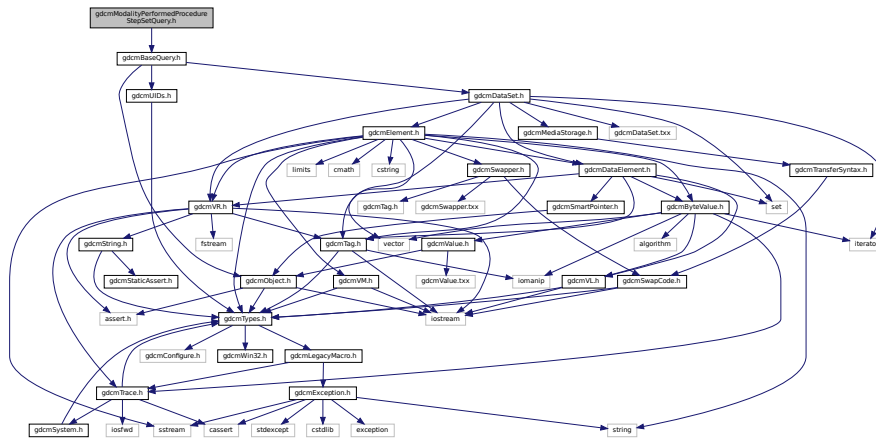 gdcmModalityPerformedProcedure
StepSetQuery.h
gdcmBaseQuery.h
gdcmUIDs.h
gdcmDataSet.h
gdcmElement.h
gdcmMediaStorage.h
gdcmDataSet.txx
limits
cmath
cstring
gdcmSwapper.h
gdcmDataElement.h
gdcmTransferSyntax.h
gdcmVR.h
gdcmTag.h
gdcmSwapper.txx
gdcmSmartPointer.h
gdcmByteValue.h
set
gdcmString.h
fstream
gdcmTag.h
vector
gdcmValue.h
algorithm
iterator
gdcmStaticAssert.h
gdcmObject.h
gdcmVM.h
gdcmValue.txx
iomanip
gdcmVL.h
gdcmSwapCode.h
assert.h
gdcmTypes.h
iostream
gdcmConfigure.h
gdcmWin32.h
gdcmLegacyMacro.h
gdcmTrace.h
gdcmException.h
gdcmSystem.h
iosfwd
sstream
cassert
stdexcept
cstdlib
exception
string